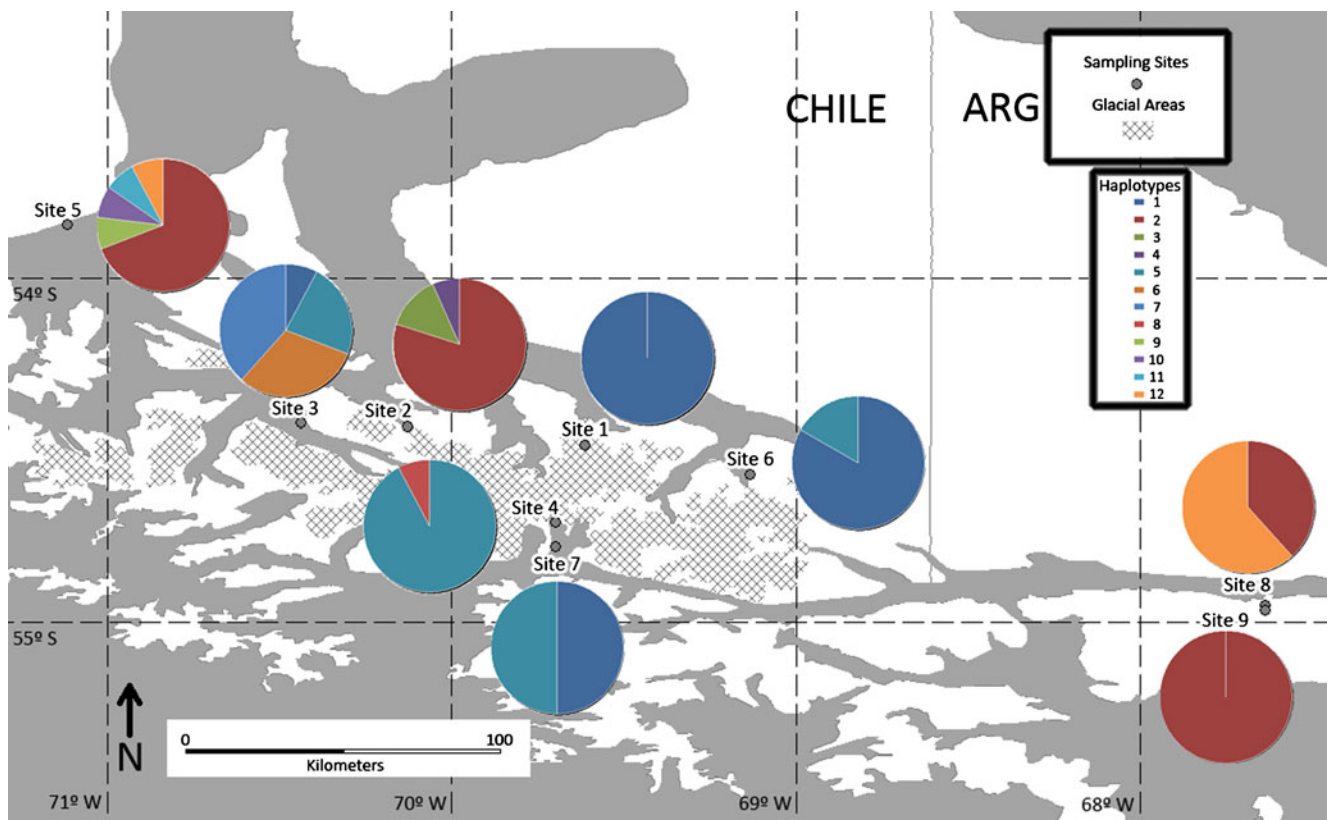 CHILE
ARG
Sampling Sites
Glacial Areas
Haplotypes
1
2
3
4
5
6
7
8
9
10
11
12
Site 5
54º S
Site 3
Site 2
Site 1
Site 6
Site 4
Site 7
Site 8
Site 9
55º S
N
0 100
Kilometers
71º W
70º W
69º W
68º W